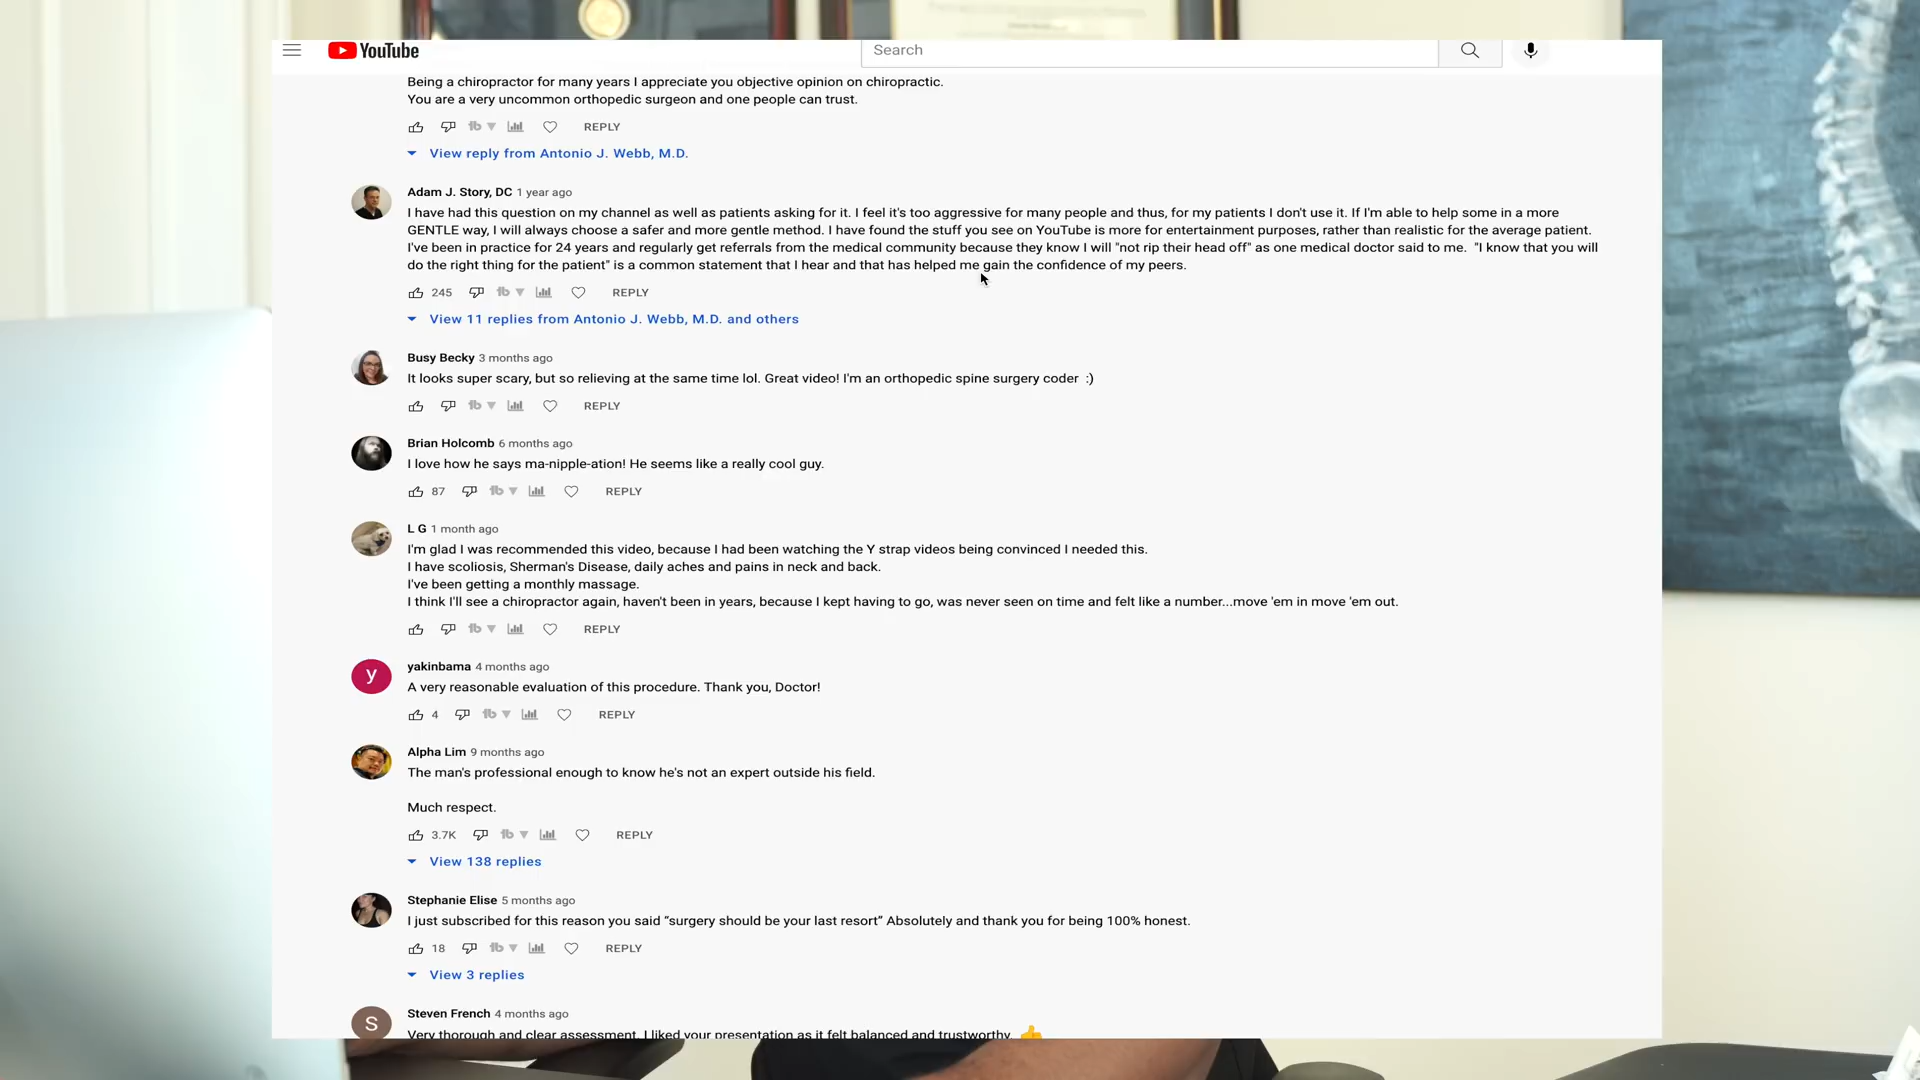 YouTube
Search
Being a chiropractor for many years I appreciate you objective opinion on chiropractic.
You are a very uncommon orthopedic surgeon and one people can trust.
REPLY
View reply from Antonio J. Webb, M.D.
Adam J. Story, DC 1 year ago
I have had this question on my channel as well as patients asking for it. I feel it's too aggressive for many people and thus, for my patients I don't use it. If I'm able to help some in a more
GENTLE way, I will always choose a safer and more gentle method. I have found the stuff you see on YouTube is more for entertainment purposes, rather than realistic for the average patient.
I've been in practice for 24 years and regularly get referrals from the medical community because they know I will "not rip their head off" as one medical doctor said to me.  "I know that you will
do the right thing for the patient" is a common statement that I hear and that has helped me gain the confidence of my peers.
245 REPLY
View 11 replies from Antonio J. Webb, M.D. and others
Busy Becky 3 months ago
It looks super scary, but so relieving at the same time lol. Great video! I'm an orthopedic spine surgery coder  :)
REPLY
Brian Holcomb 6 months ago
I love how he says ma-nipple-ation! He seems like a really cool guy.
87 REPLY
L G 1 month ago
I'm glad I was recommended this video, because I had been watching the Y strap videos being convinced I needed this.
I have scoliosis, Sherman's Disease, daily aches and pains in neck and back.
I've been getting a monthly massage.
I think I'll see a chiropractor again, haven't been in years, because I kept having to go, was never seen on time and felt like a number...move 'em in move 'em out.
REPLY
y
yakinbama 4 months ago
A very reasonable evaluation of this procedure. Thank you, Doctor!
4 REPLY
Alpha Lim 9 months ago
The man's professional enough to know he's not an expert outside his field.
Much respect.
3.7K REPLY
View 138 replies
Stephanie Elise 5 months ago
I just subscribed for this reason you said “surgery should be your last resort” Absolutely and thank you for being 100% honest.
18 REPLY
View 3 replies
S
Steven French 4 months ago
Very thorough and clear assessment. I liked your presentation as it felt balanced and trustworthy. 👍